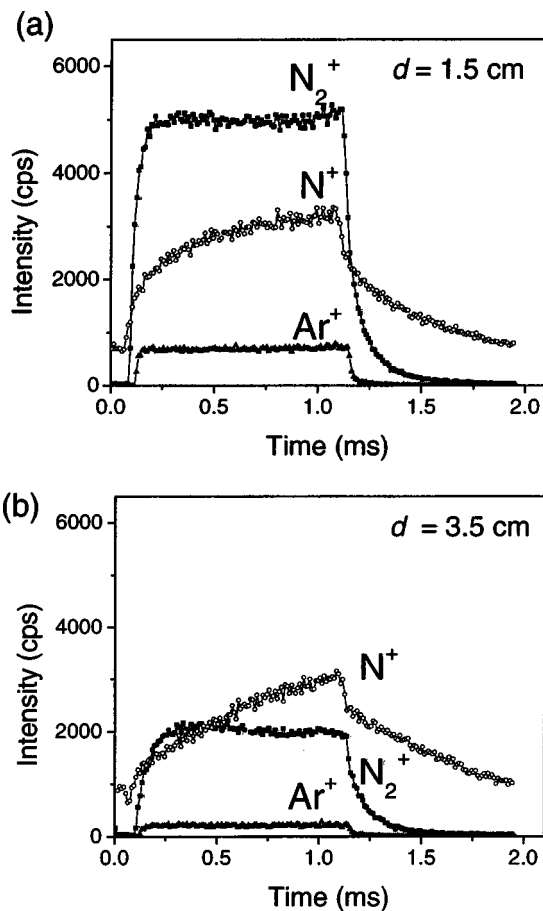 (a)
d = 1.5 cm
N₂⁺
N⁺
Ar⁺
Intensity (cps)
6000
4000
2000
0
0.0 0.5 1.0 1.5 2.0
Time (ms)
(b)
d = 3.5 cm
N⁺
N₂⁺
Ar⁺
Intensity (cps)
6000
4000
2000
0
0.0 0.5 1.0 1.5 2.0
Time (ms)